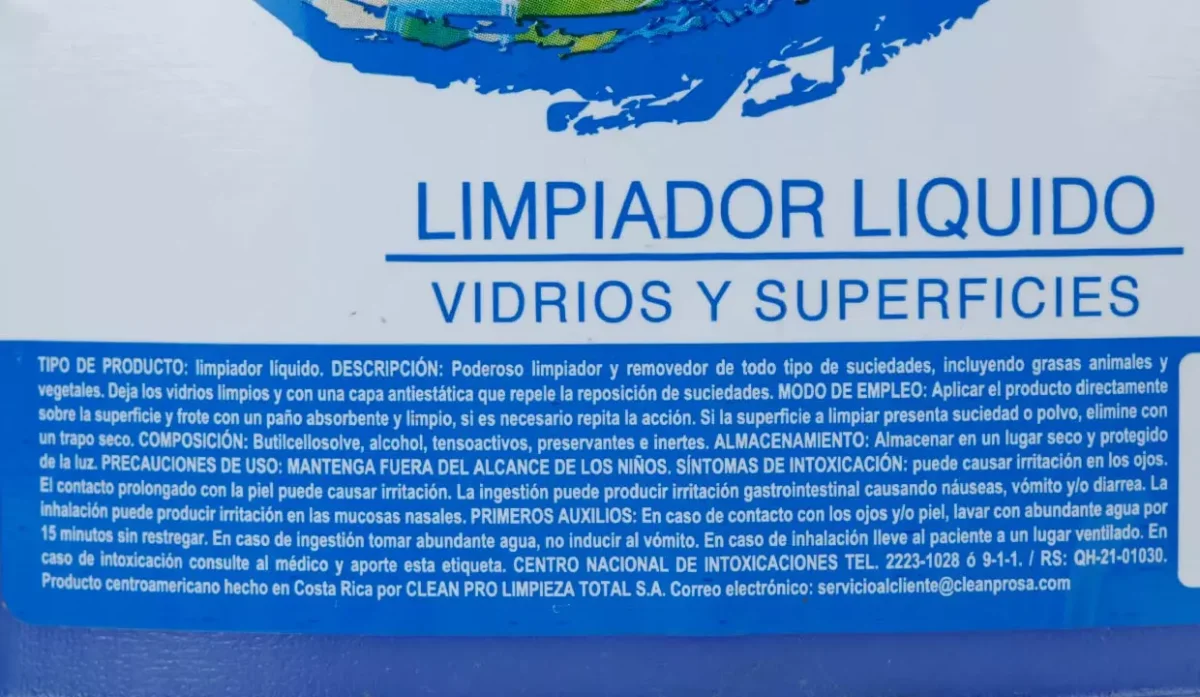 LIMPIADOR LIQUIDO
VIDRIOS Y SUPERFICIES
TIPO DE PRODUCTO: limpiador líquido. DESCRIPCIÓN: Poderoso limpiador y removedor de todo tipo de suciedades, incluyendo grasas animales y
vegetales. Deja los vidrios limpios y con una capa antiestática que repele la reposición de suciedades. MODO DE EMPLEO: Aplicar el producto directamente
sobre la superficie y frote con un paño absorbente y limpio, si es necesario repita la acción. Si la superficie a limpiar presenta suciedad o polvo, elimine con
un trapo seco. COMPOSICIÓN: Butilcellosolve, alcohol, tensoactivos, preservantes e inertes. ALMACENAMIENTO: Almacenar en un lugar seco y protegido
de la luz. PRECAUCIONES DE USO: MANTENGA FUERA DEL ALCANCE DE LOS NIÑOS. SÍNTOMAS DE INTOXICACIÓN: puede causar irritación en los ojos.
El contacto prolongado con la piel puede causar irritación. La ingestión puede producir irritación gastrointestinal causando náuseas, vómito y/o diarrea. La
inhalación puede producir irritación en las mucosas nasales. PRIMEROS AUXILIOS: En caso de contacto con los ojos y/o piel, lavar con abundante agua por
15 minutos sin restregar. En caso de ingestión tomar abundante agua, no inducir al vómito. En caso de inhalación lleve al paciente a un lugar ventilado. En
caso de intoxicación consulte al médico y aporte esta etiqueta. CENTRO NACIONAL DE INTOXICACIONES TEL. 2223-1028 ó 9-1-1. / RS: QH-21-01030.
Producto centroamericano hecho en Costa Rica por CLEAN PRO LIMPIEZA TOTAL S.A. Correo electrónico: servicioalcliente@cleanprosa.com